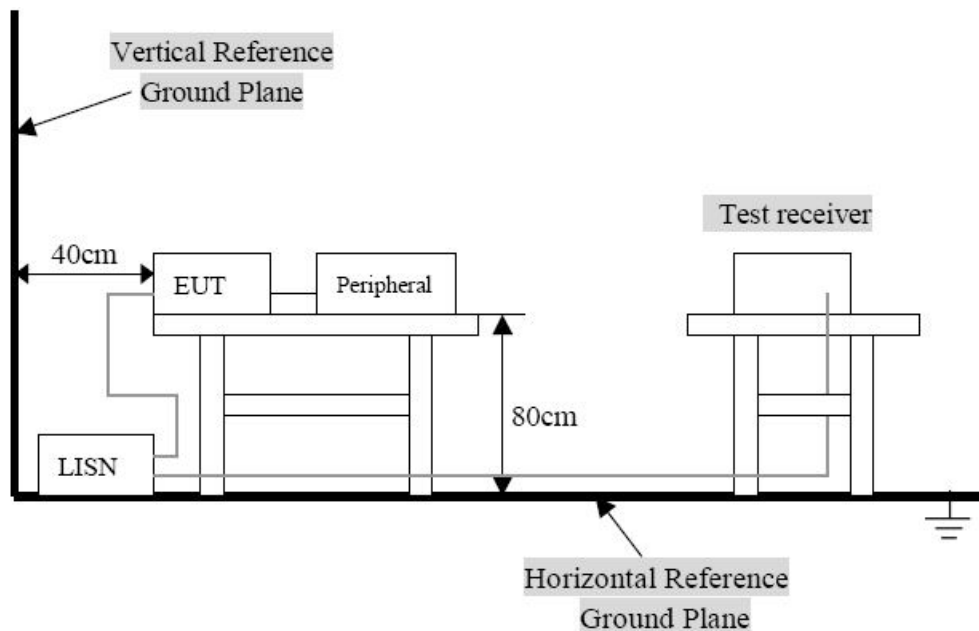 Vertical Reference
Ground Plane
Test receiver
40cm
EUT
Peripheral
80cm
LISN
Horizontal Reference
Ground Plane